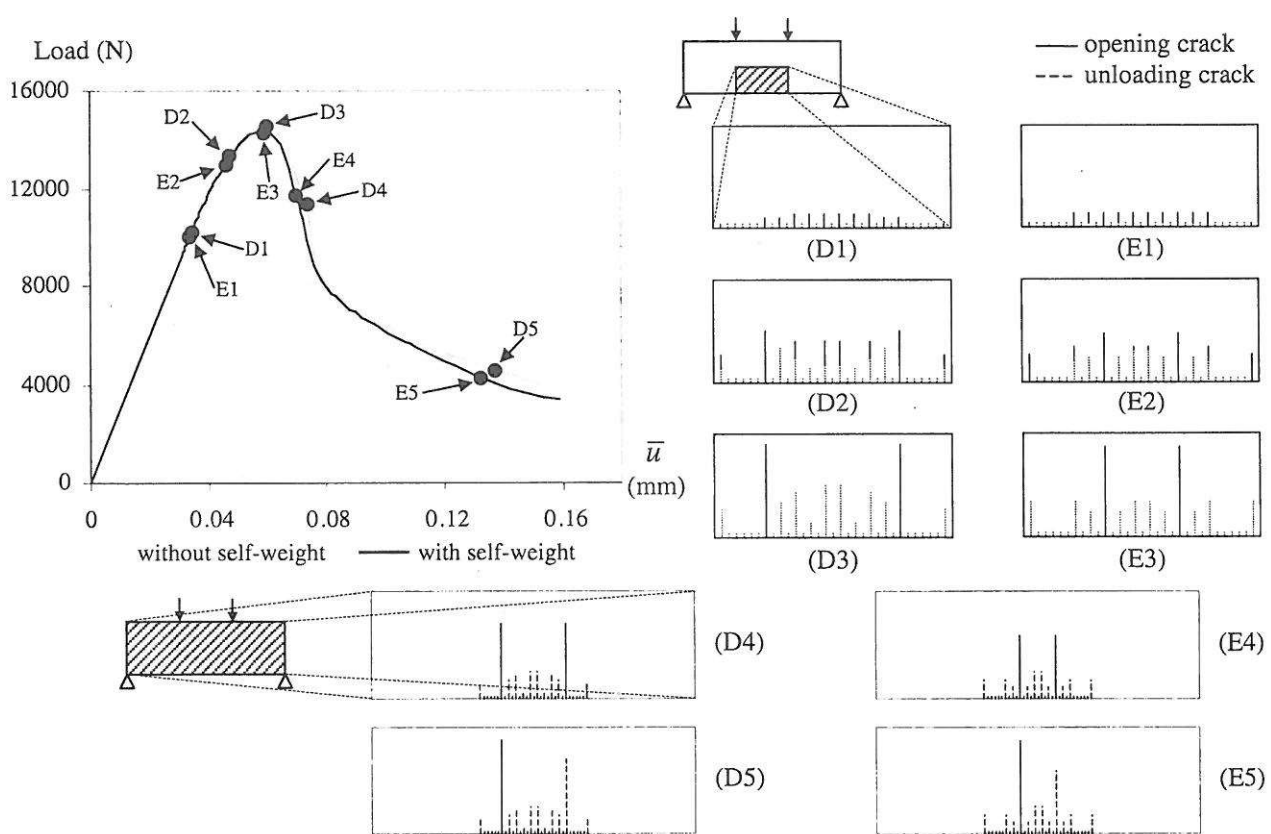 Load (N)
16000
12000
8000
4000
0
0
0.04
0.08
0.12
0.16
u̅
(mm)
D2
D3
E2
E3
E4
D4
D1
E1
D5
E5
without self-weight
with self-weight
opening crack
unloading crack
(D1)
(E1)
(D2)
(E2)
(D3)
(E3)
(D4)
(E4)
(D5)
(E5)